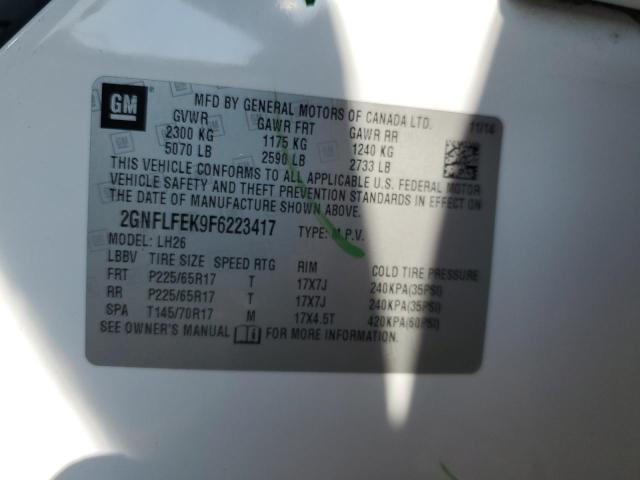 GM
MFD BY GENERAL MOTORS OF CANADA LTD. 11/14
GVWR GAWR FRT GAWR RR
2300 KG 1175 KG 1240 KG
5070 LB 2590 LB 2733 LB
THIS VEHICLE CONFORMS TO ALL APPLICABLE U.S. FEDERAL MOTOR
VEHICLE SAFETY AND THEFT PREVENTION STANDARDS IN EFFECT ON
THE DATE OF MANUFACTURE SHOWN ABOVE.
2GNFLFEK9F6223417 TYPE: M.P.V.
MODEL: LH26
LBBV TIRE SIZE SPEED RTG RIM COLD TIRE PRESSURE
FRT P225/65R17 T 17X7J 240KPA(35PSI)
RR P225/65R17 T 17X7J 240KPA(35PSI)
SPA T145/70R17 M 17X4.5T 420KPA(60PSI)
SEE OWNER'S MANUAL FOR MORE INFORMATION